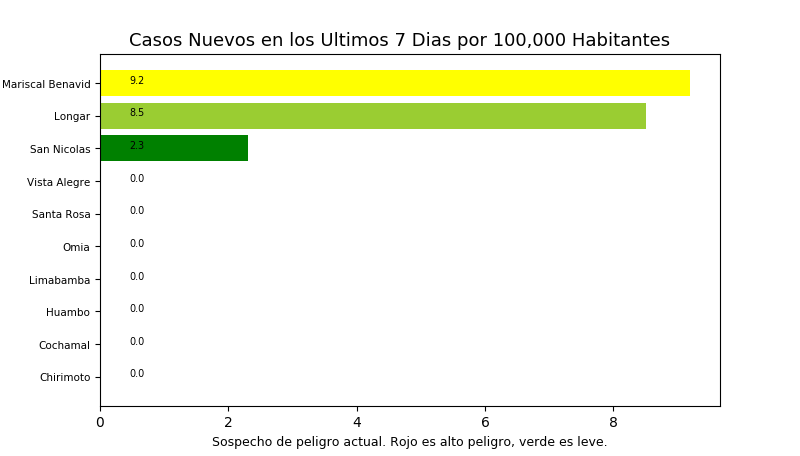 Casos Nuevos en los Ultimos 7 Dias por 100,000 Habitantes
Mariscal Benavid 9.2
Longar 8.5
San Nicolas 2.3
Vista Alegre 0.0
Santa Rosa 0.0
Omia 0.0
Limabamba 0.0
Huambo 0.0
Cochamal 0.0
Chirimoto 0.0
0 2 4 6 8
Sospecho de peligro actual. Rojo es alto peligro, verde es leve.